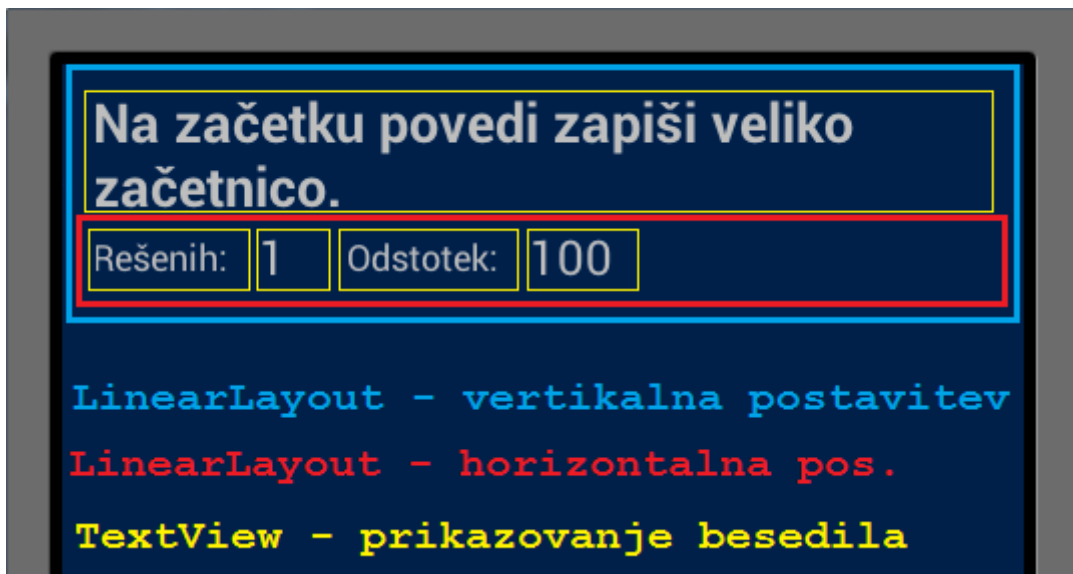 Na začetku povedi zapiši veliko
začetnico.
Rešenih: 1 Odstotek: 100
LinearLayout - vertikalna postavitev
LinearLayout - horizontalna pos.
TextView - prikazovanje besedila